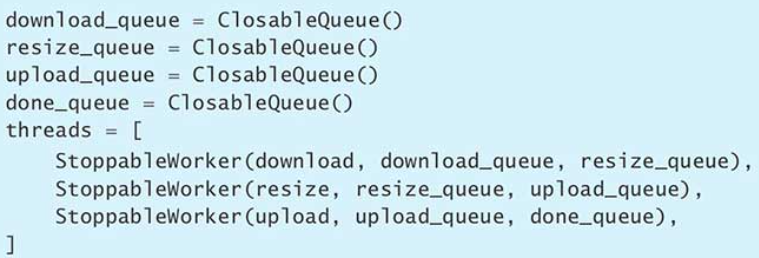 download_queue = ClosableQueue()
resize_queue = ClosableQueue()
upload_queue = ClosableQueue()
done_queue = ClosableQueue()
threads = [
    StoppableWorker(download, download_queue, resize_queue),
    StoppableWorker(resize, resize_queue, upload_queue),
    StoppableWorker(upload, upload_queue, done_queue),
]